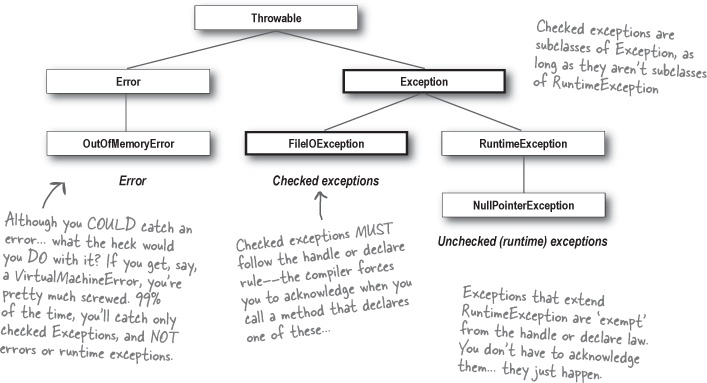 Throwable
Checked exceptions are
subclasses of Exception, as
long as they aren't subclasses
of RuntimeException
Error
Exception
OutOfMemoryError
FileIOException
RuntimeException
Error
Checked exceptions
NullPointerException
Unchecked (runtime) exceptions
Although you COULD catch an
error... what the heck would
you DO with it? If you get, say,
a VirtualMachineError, you're
pretty much screwed. 99%
of the time, you'll catch only
checked Exceptions, and NOT
errors or runtime exceptions.
Checked exceptions MUST
follow the handle or declare
rule--the compiler forces
you to acknowledge when you
call a method that declares
one of these...
Exceptions that extend
RuntimeException are 'exempt'
from the handle or declare law.
You don't have to acknowledge
them... they just happen.